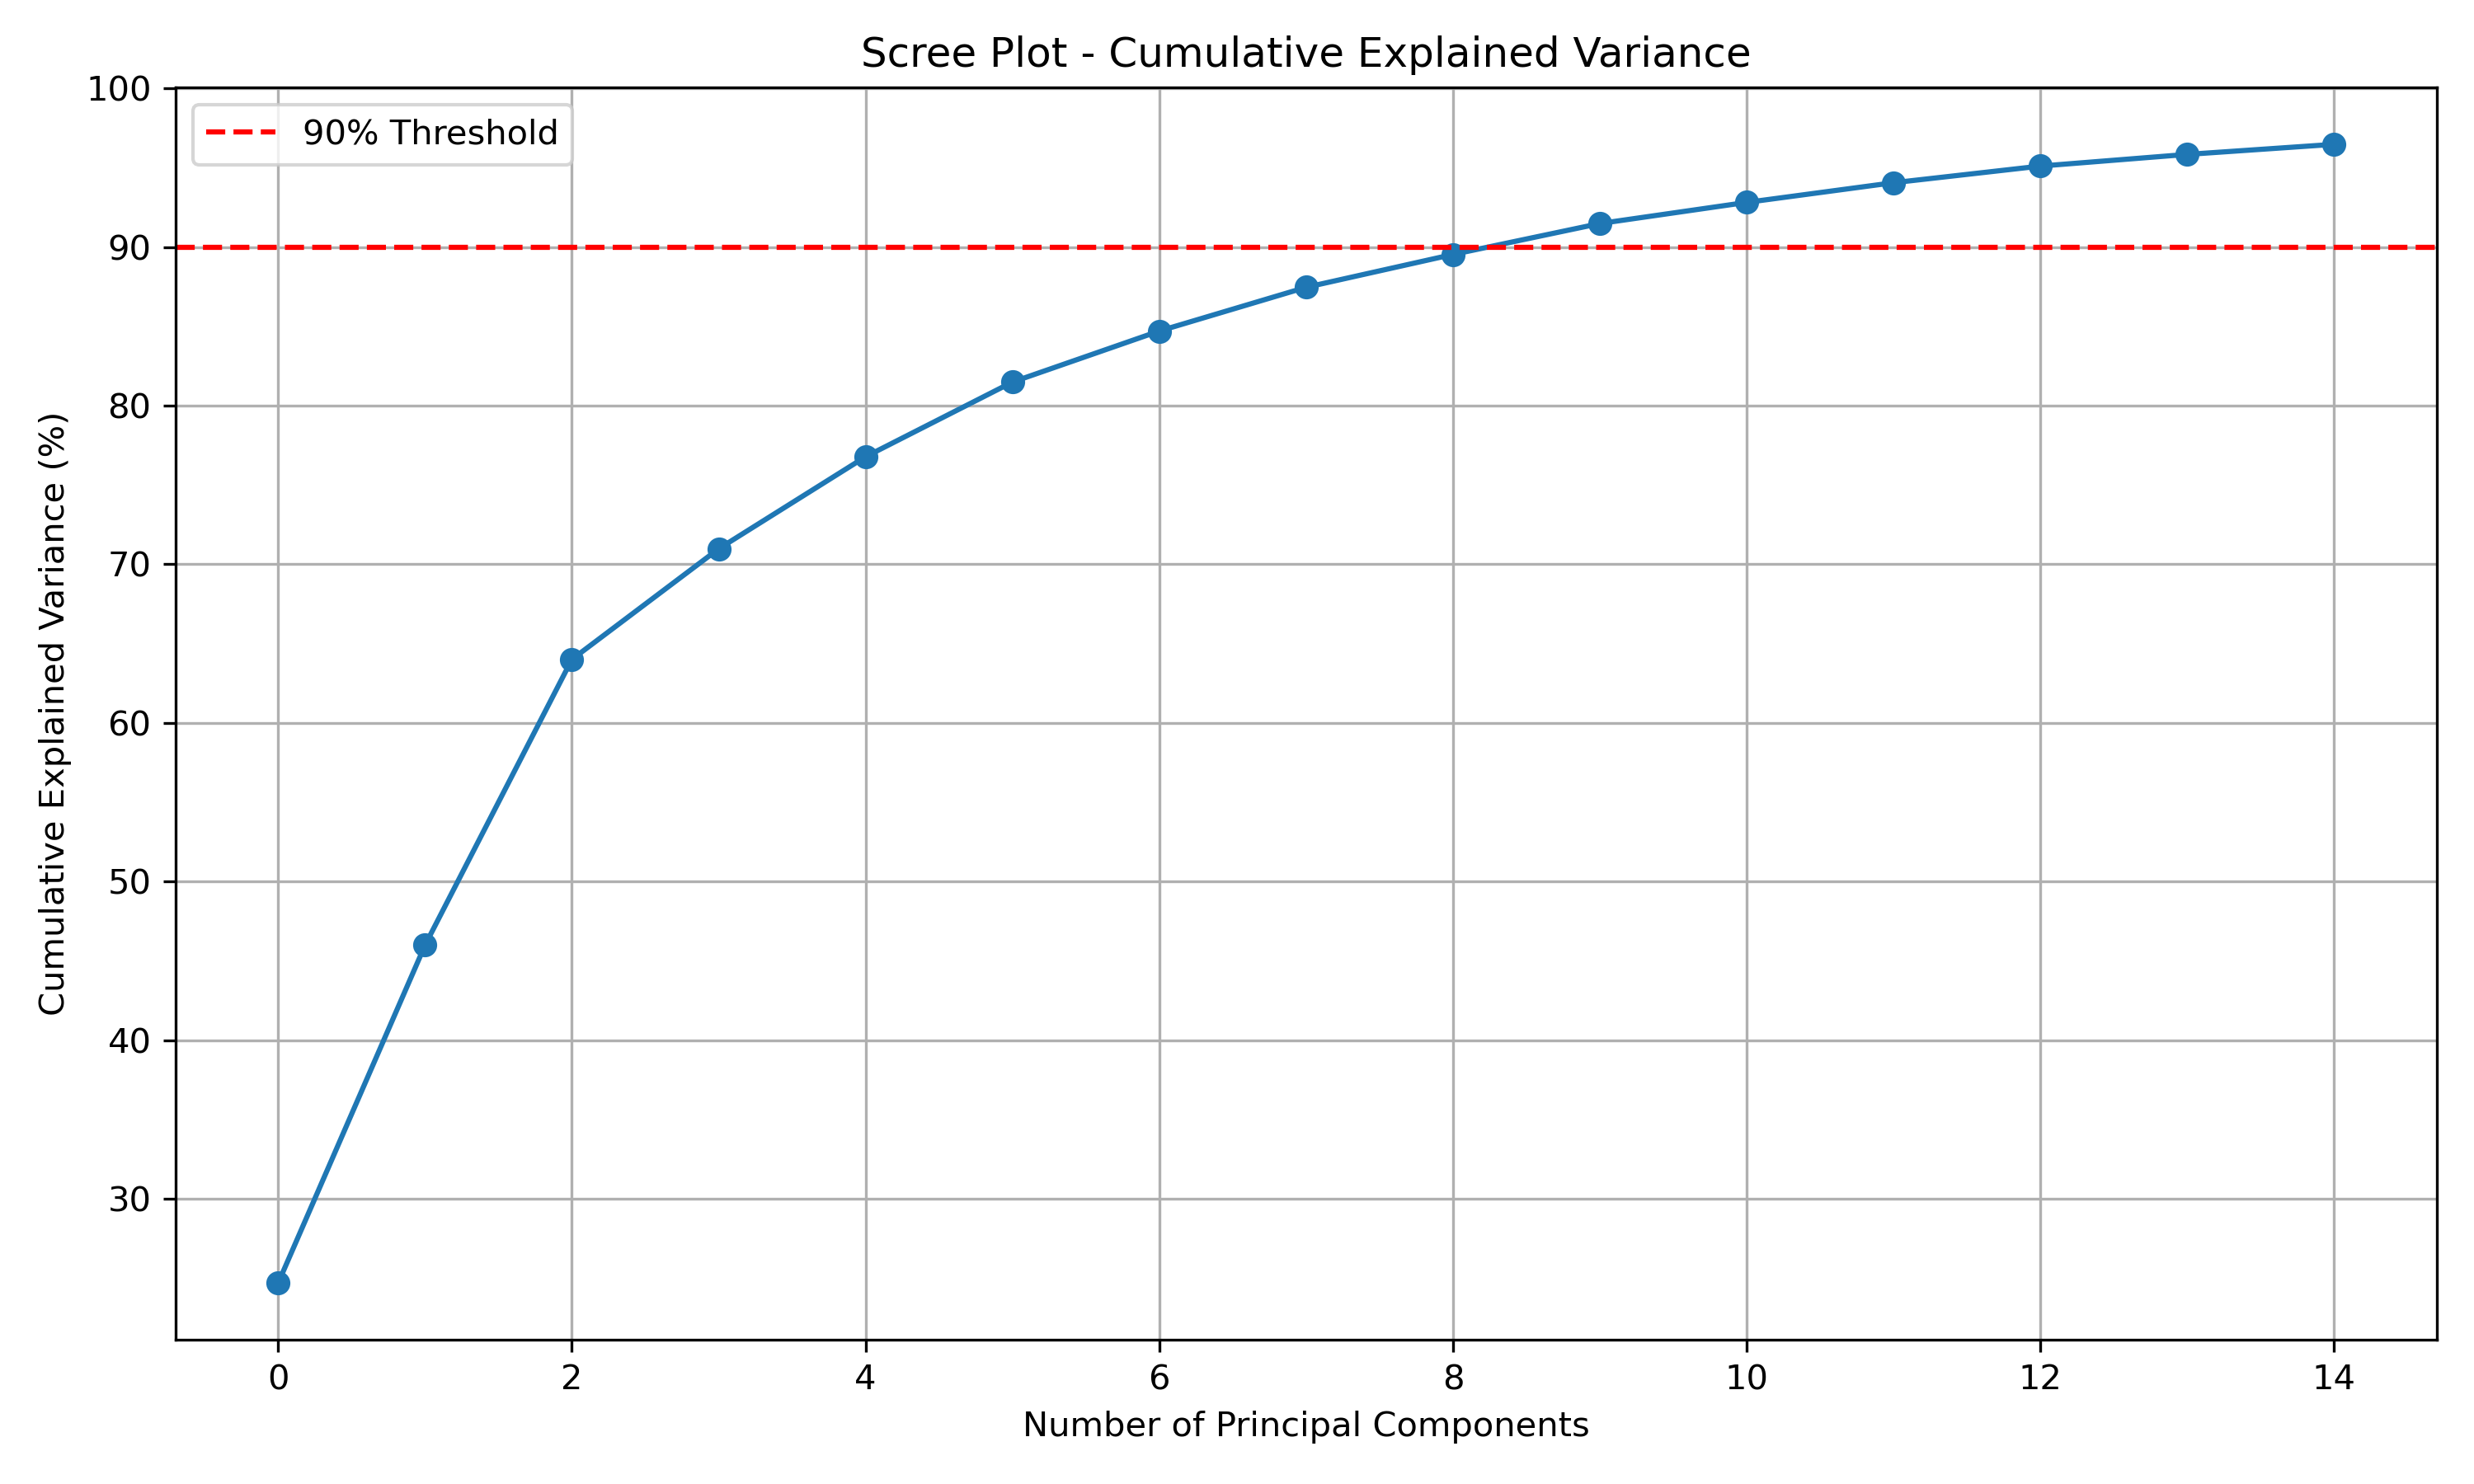 Scree Plot - Cumulative Explained Variance
90% Threshold
Cumulative Explained Variance (%)
100
90
80
70
60
50
40
30
0 2 4 6 8 10 12 14
Number of Principal Components